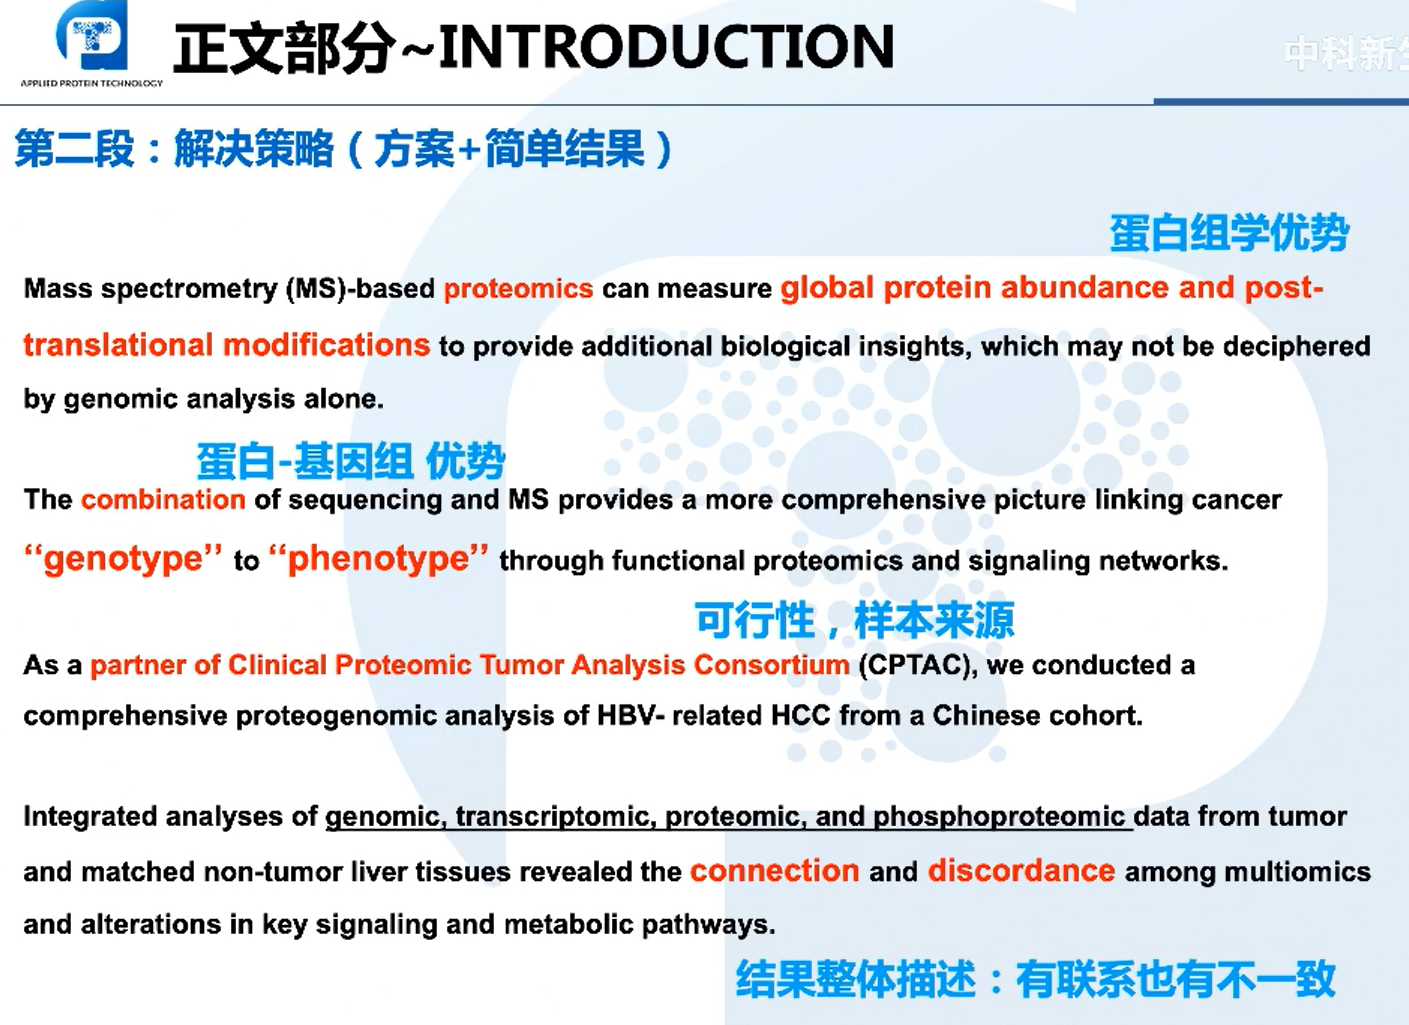 正文部分~INTRODUCTION
APPLIED PROTEIN TECHNOLOGY
中科新生
第二段：解决策略（方案+简单结果）
蛋白组学优势
Mass spectrometry (MS)-based proteomics can measure global protein abundance and post-
translational modifications to provide additional biological insights, which may not be deciphered
by genomic analysis alone.
蛋白-基因组 优势
The combination of sequencing and MS provides a more comprehensive picture linking cancer
‘‘genotype’’ to ‘‘phenotype’’ through functional proteomics and signaling networks.
可行性，样本来源
As a partner of Clinical Proteomic Tumor Analysis Consortium (CPTAC), we conducted a
comprehensive proteogenomic analysis of HBV- related HCC from a Chinese cohort.
Integrated analyses of genomic, transcriptomic, proteomic, and phosphoproteomic data from tumor
and matched non-tumor liver tissues revealed the connection and discordance among multiomics
and alterations in key signaling and metabolic pathways.
结果整体描述：有联系也有不一致